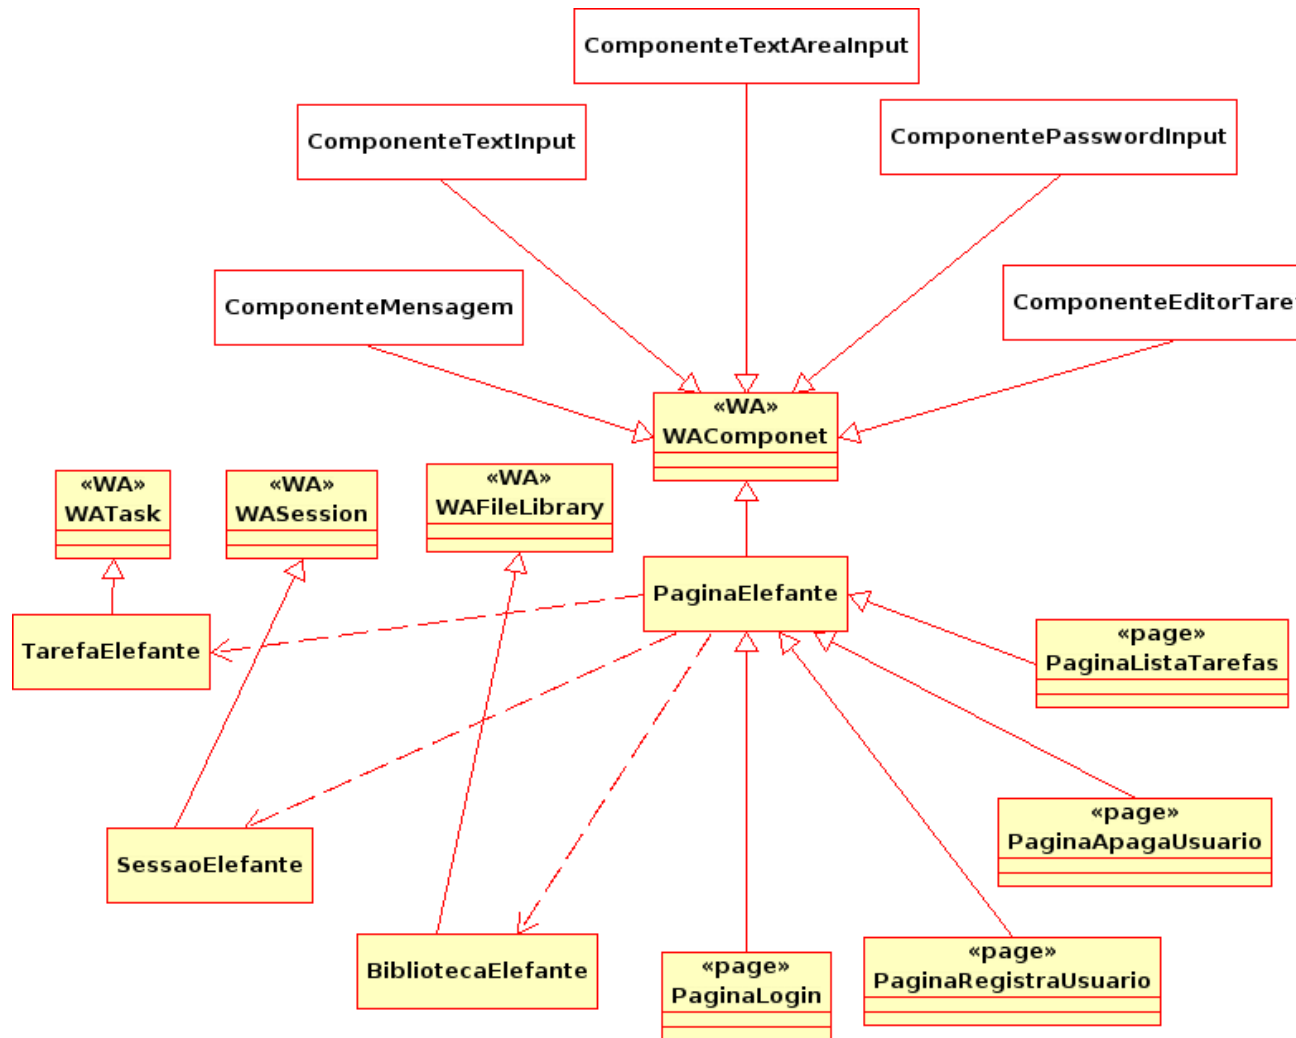 ComponenteTextAreaInput
ComponenteTextInput
ComponentePasswordInput
ComponenteMensagem
ComponenteEditorTaref
«WA»
WAComponet
«WA»
WATask
«WA»
WASession
«WA»
WAFileLibrary
PaginaElefante
TarefaElefante
«page»
PaginaListaTarefas
«page»
PaginaApagaUsuario
SessaoElefante
BibliotecaElefante
«page»
PaginaLogin
«page»
PaginaRegistraUsuario